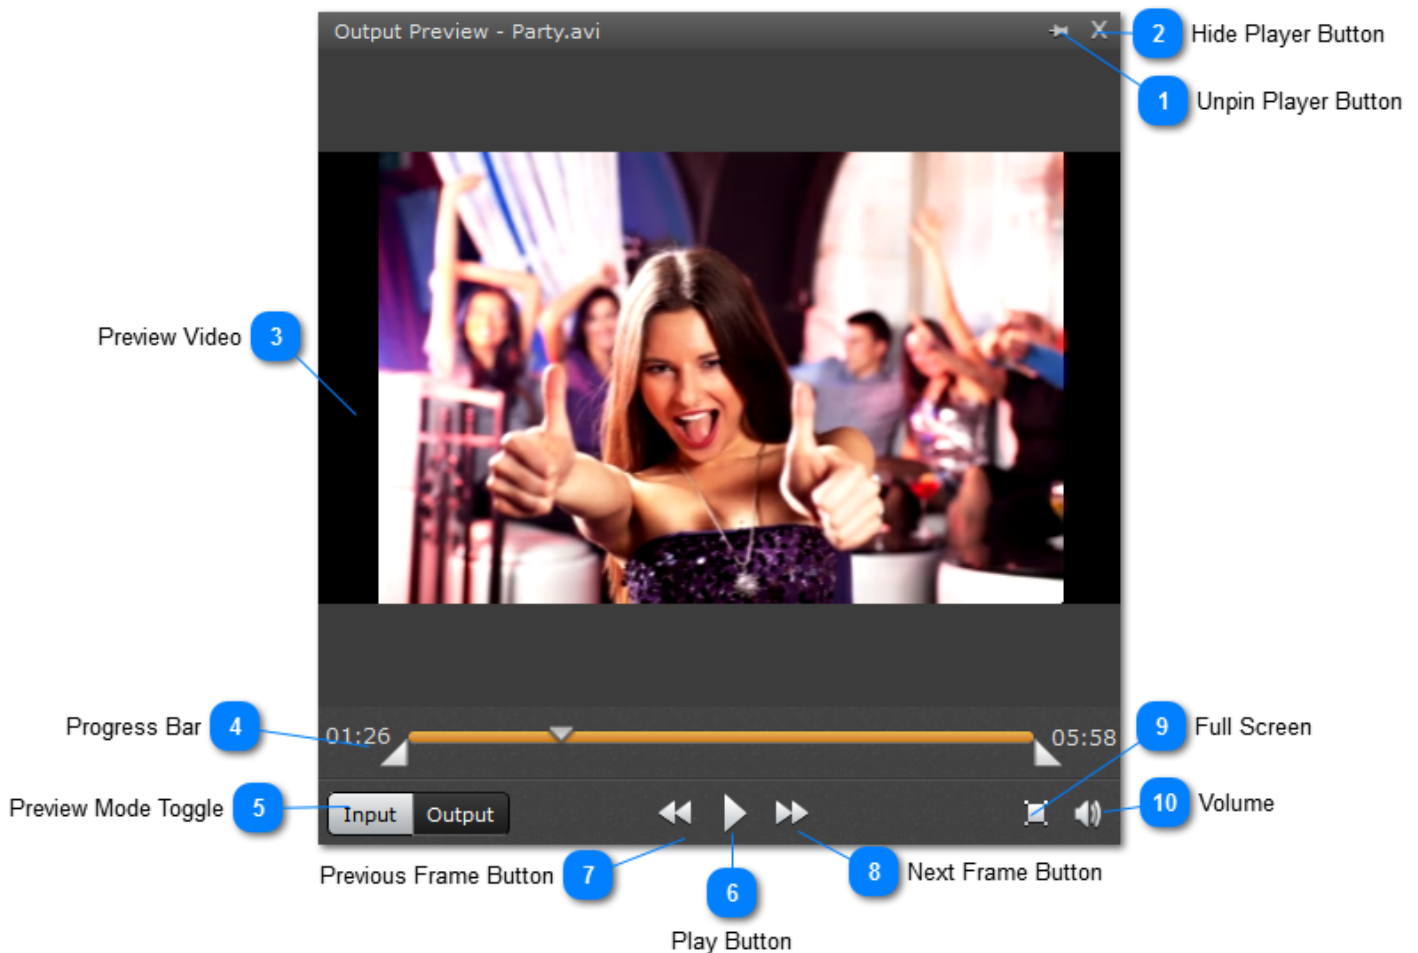 Output Preview - Party.avi
X
2 Hide Player Button
1 Unpin Player Button
Preview Video 3
Progress Bar 4
01:26
05:58
9 Full Screen
Preview Mode Toggle 5
Input Output
10 Volume
Previous Frame Button 7
6
8 Next Frame Button
Play Button